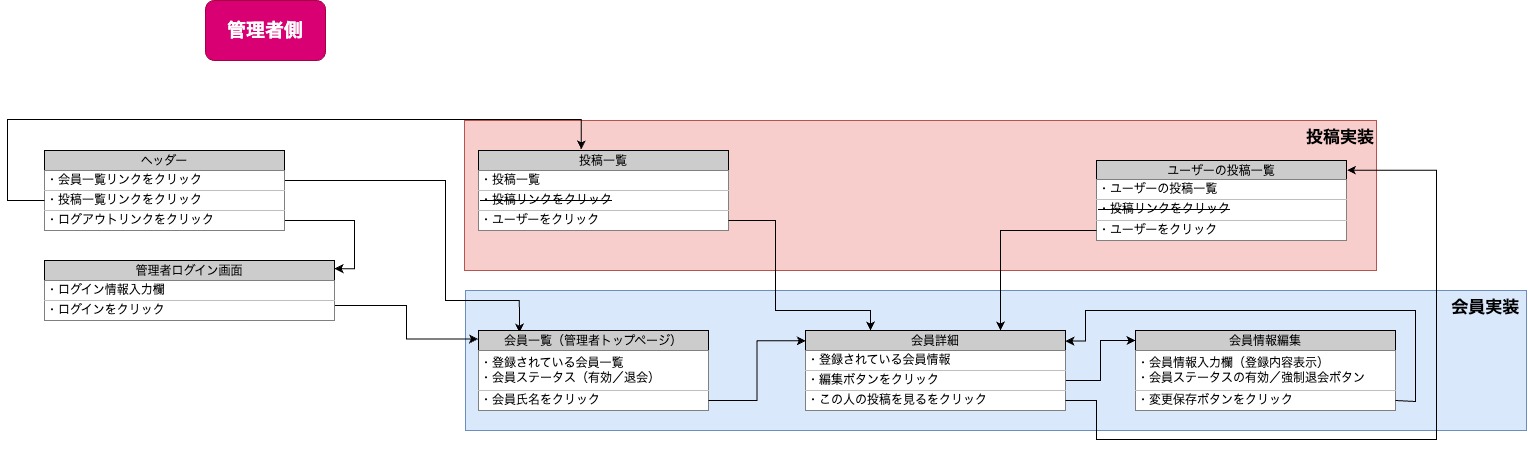 管理者側
投稿実装
ヘッダー
・会員一覧リンクをクリック
・投稿一覧リンクをクリック
・ログアウトリンクをクリック
投稿一覧
・投稿一覧
・投稿リンクをクリック
・ユーザーをクリック
ユーザーの投稿一覧
・ユーザーの投稿一覧
・投稿リンクをクリック
・ユーザーをクリック
管理者ログイン画面
・ログイン情報入力欄
・ログインをクリック
会員実装
会員一覧（管理者トップページ）
・登録されている会員一覧
・会員ステータス（有効／退会）
・会員氏名をクリック
会員詳細
・登録されている会員情報
・編集ボタンをクリック
・この人の投稿を見るをクリック
会員情報編集
・会員情報入力欄（登録内容表示）
・会員ステータスの有効／強制退会ボタン
・変更保存ボタンをクリック